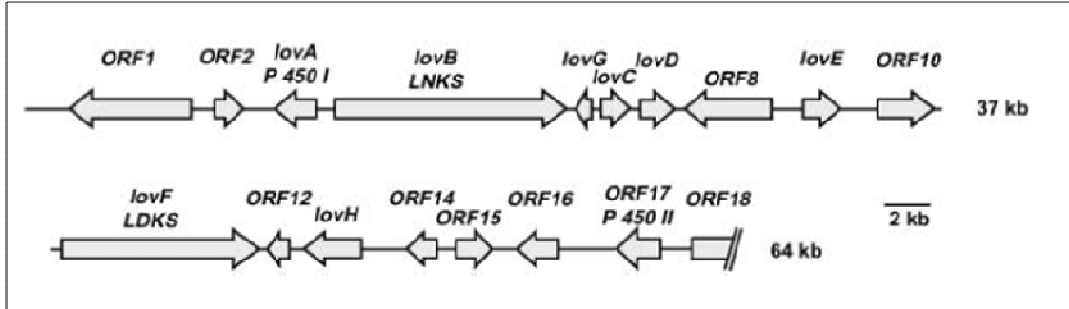 ORF1 ORF2 lovA lovB lovG lovD ORF8 lovE ORF10
P 450 I LNKS lovC
37 kb
lovF ORF12 lovH ORF14 ORF16 ORF17 ORF18
LDKS ORF15 P 450 II
2 kb
64 kb